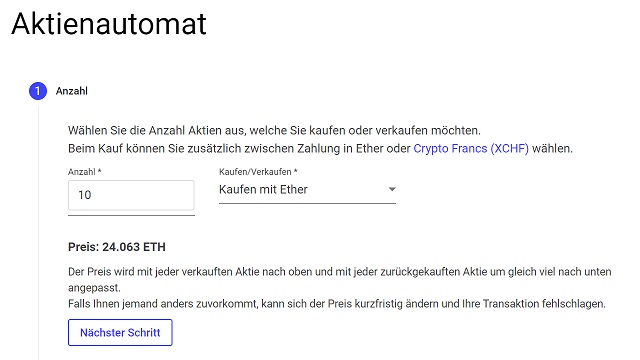 Aktienautomat
1 Anzahl
Wählen Sie die Anzahl Aktien aus, welche Sie kaufen oder verkaufen möchten.
Beim Kauf können Sie zusätzlich zwischen Zahlung in Ether oder Crypto Francs (XCHF) wählen.
Anzahl * Kaufen/Verkaufen *
10 Kaufen mit Ether
Preis: 24.063 ETH
Der Preis wird mit jeder verkauften Aktie nach oben und mit jeder zurückgekauften Aktie um gleich viel nach unten
angepasst.
Falls Ihnen jemand anders zuvorkommt, kann sich der Preis kurzfristig ändern und Ihre Transaktion fehlschlagen.
Nächster Schritt